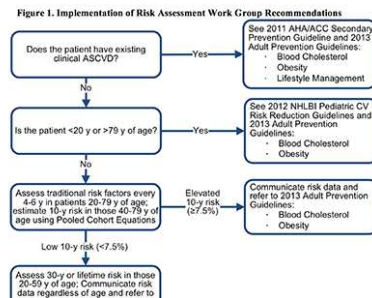 Figure 1. Implementation of Risk Assessment Work Group Recommendations
Does the patient have existing
clinical ASCVD?
Yes
See 2011 AHA/ACC Secondary
Prevention Guideline and 2013
Adult Prevention Guidelines:
· Blood Cholesterol
· Obesity
· Lifestyle Management
No
Is the patient <20 y or >79 y of age?
Yes
See 2012 NHLBI Pediatric CV
Risk Reduction Guidelines and
2013 Adult Prevention
Guidelines:
· Blood Cholesterol
· Obesity
No
Assess traditional risk factors every
4-6 y in patients 20-79 y of age;
estimate 10-y risk in those 40-79 y of
age using Pooled Cohort Equations
Elevated
10-y risk
(≥7.5%)
Communicate risk data and
refer to 2013 Adult Prevention
Guidelines:
· Blood Cholesterol
· Obesity
Low 10-y risk (<7.5%)
Assess 30-y or lifetime risk in those
20-59 y of age; Communicate risk
data regardless of age and refer to